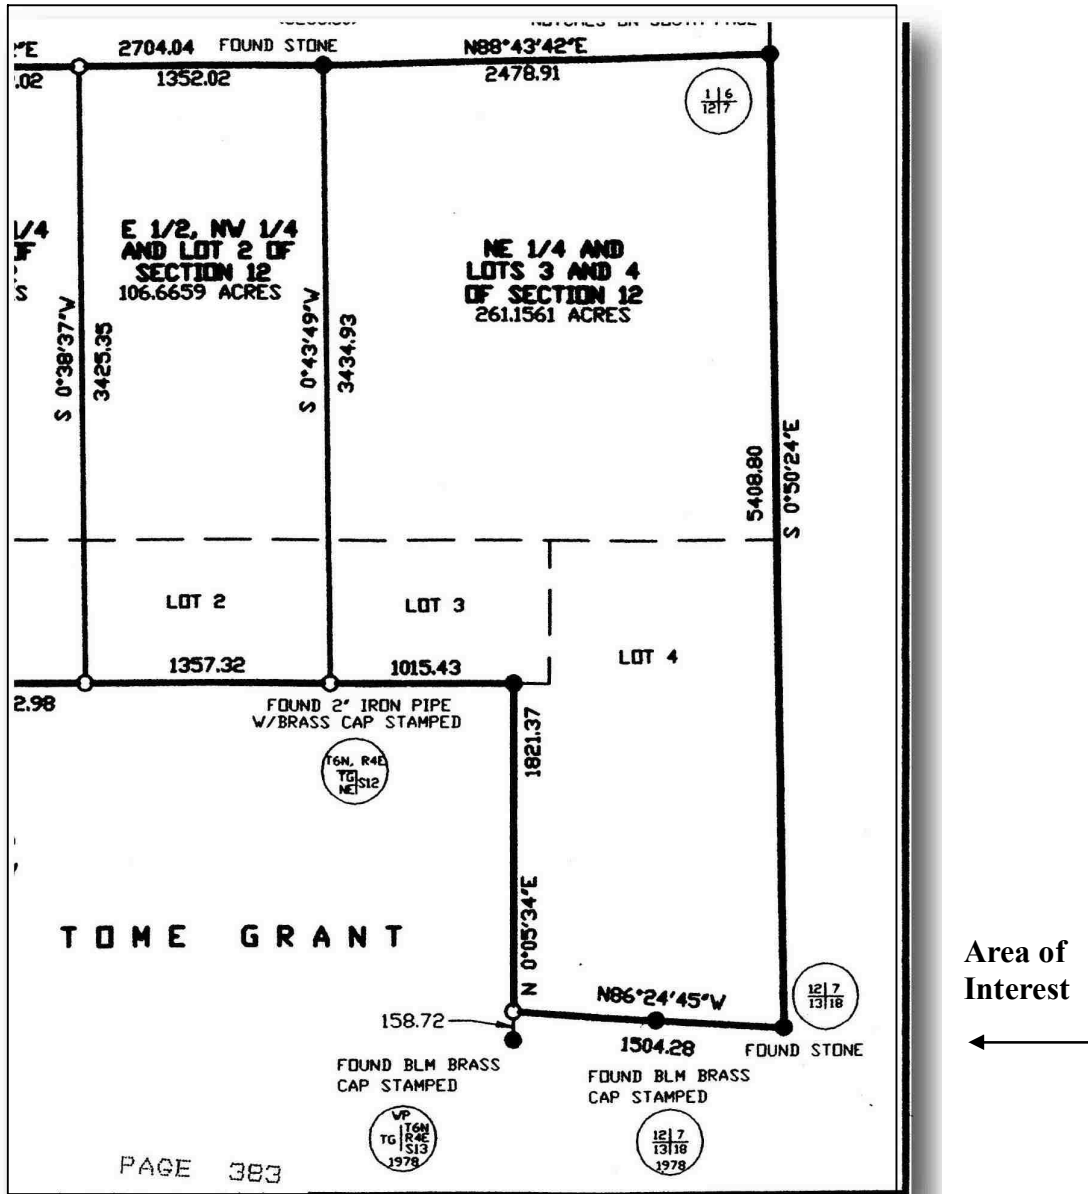 2704.04
FOUND STONE
N88°43'42"E
"E
.02
1352.02
2478.91
1 6
12 7
1/4
E 1/2, NW 1/4
AND LOT 2 OF
SECTION 12
106.6659 ACRES
NE 1/4 AND
LOTS 3 AND 4
OF SECTION 12
261.1561 ACRES
S
S 0°38'37"W
3425.35
S 0°43'49"W
3434.93
5408.80
S 0°50'24"E
LOT 2
LOT 3
LOT 4
1357.32
1015.43
2.98
FOUND 2" IRON PIPE
W/BRASS CAP STAMPED
T6N, R4E
TG
NE S12
1821.37
N 0°05'34"E
TOME GRANT
Area of
Interest
N86°24'45"W
12 7
13 18
158.72
1504.28
FOUND STONE
FOUND BLM BRASS
CAP STAMPED
FOUND BLM BRASS
CAP STAMPED
WP
T6N
TG R4E
S13
1978
12 7
13 18
1978
PAGE 383